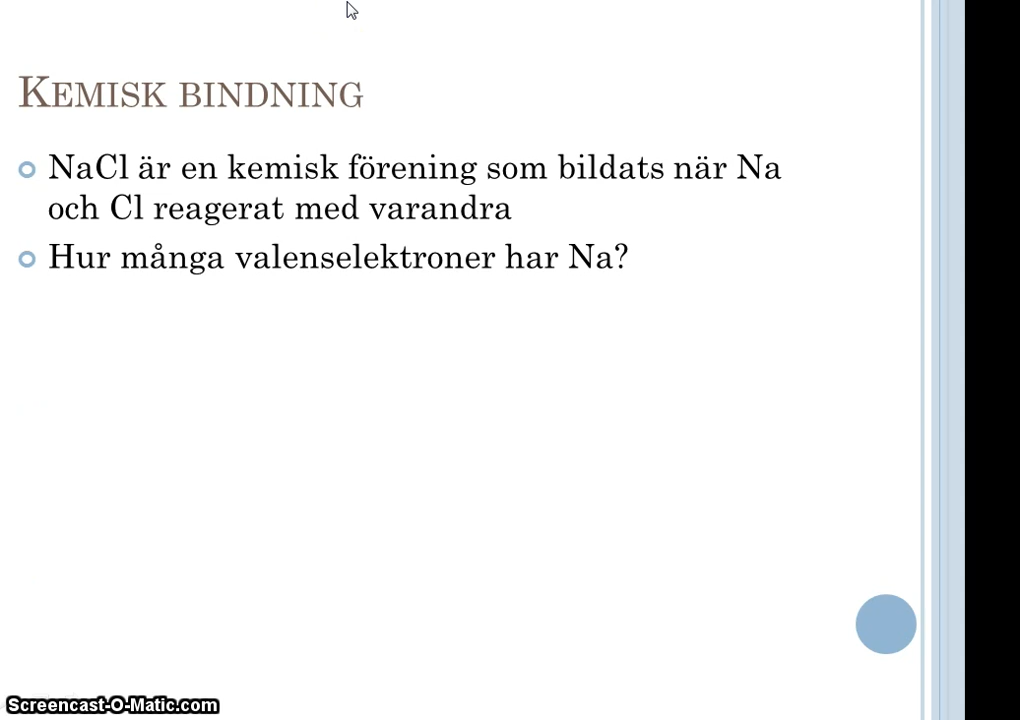 KEMISK BINDNING
NaCl är en kemisk förening som bildats när Na
och Cl reagerat med varandra
Hur många valenselektroner har Na?
Screencast-O-Matic.com